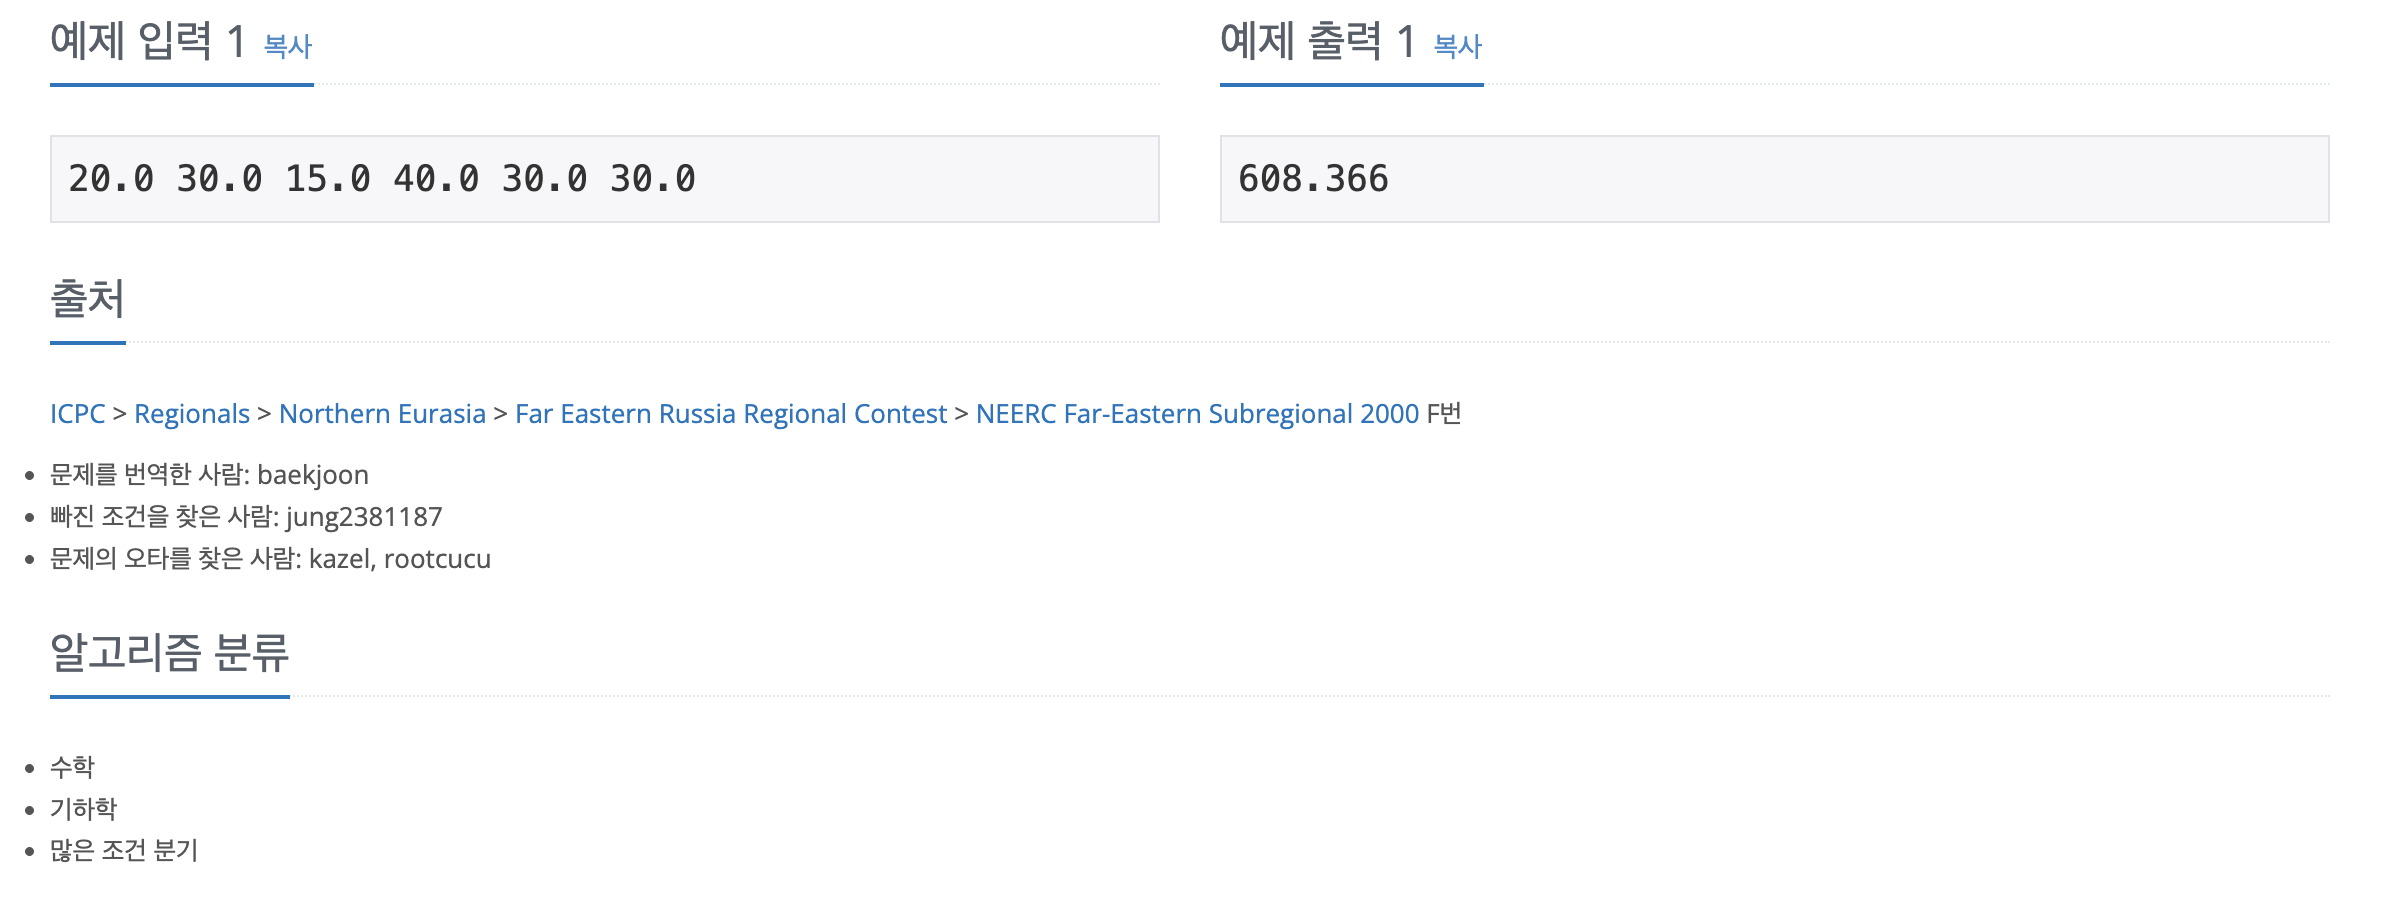 예제 입력 1 복사
예제 출력 1 복사
20.0 30.0 15.0 40.0 30.0 30.0
608.366
출처
ICPC > Regionals > Northern Eurasia > Far Eastern Russia Regional Contest > NEERC Far-Eastern Subregional 2000 F번
• 문제를 번역한 사람: baekjoon
• 빠진 조건을 찾은 사람: jung2381187
• 문제의 오타를 찾은 사람: kazel, rootcucu
알고리즘 분류
• 수학
• 기하학
• 많은 조건 분기